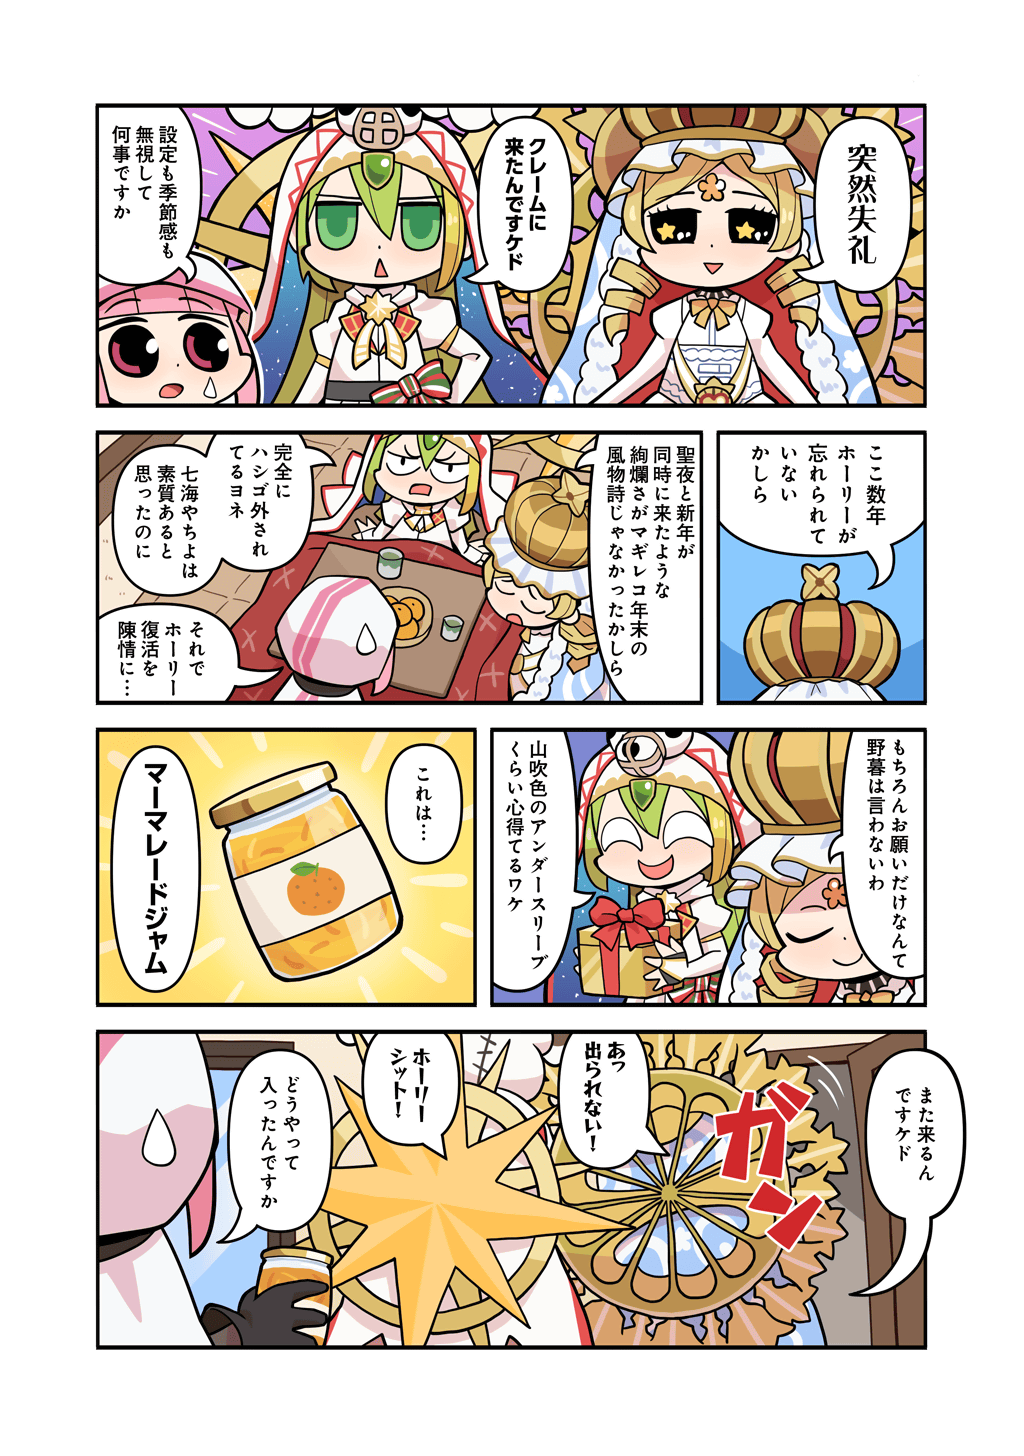 突然失礼
クレームに
来たんですケド
設定も季節感も
無視して
何事ですか
ここ数年
ホーリーが
忘れられて
いない
かしら
聖夜と新年が
同時に来たような
絢爛さがマギレコ年末の
風物詩じゃなかったかしら
完全に
ハシゴ外され
てるヨネ
七海やちよは
素質あると
思ったのに
それで
ホーリー
復活を
陳情に…
もちろんお願いだけなんて
野暮は言わないわ
山吹色のアンダースリーブ
くらい心得てるワケ
これは…
マーマレードジャム
また来るん
ですケド
ガンッ
あっ
出られない!
ホーリー
シット!
どうやって
入ったんですか